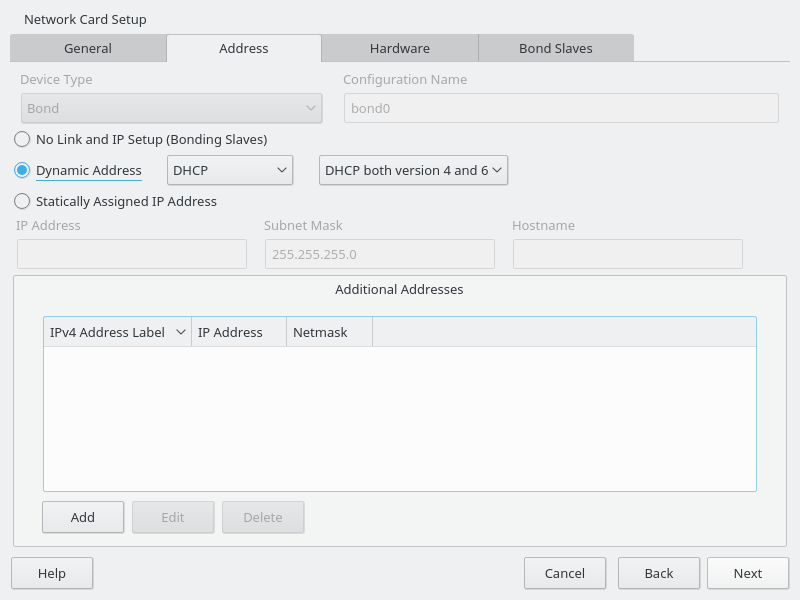 Network Card Setup
General Address Hardware Bond Slaves
Device Type Configuration Name
Bond bond0
No Link and IP Setup (Bonding Slaves)
Dynamic Address DHCP DHCP both version 4 and 6
Statically Assigned IP Address
IP Address Subnet Mask Hostname
255.255.255.0
Additional Addresses
IPv4 Address Label IP Address Netmask
Add Edit Delete
Help Cancel Back Next